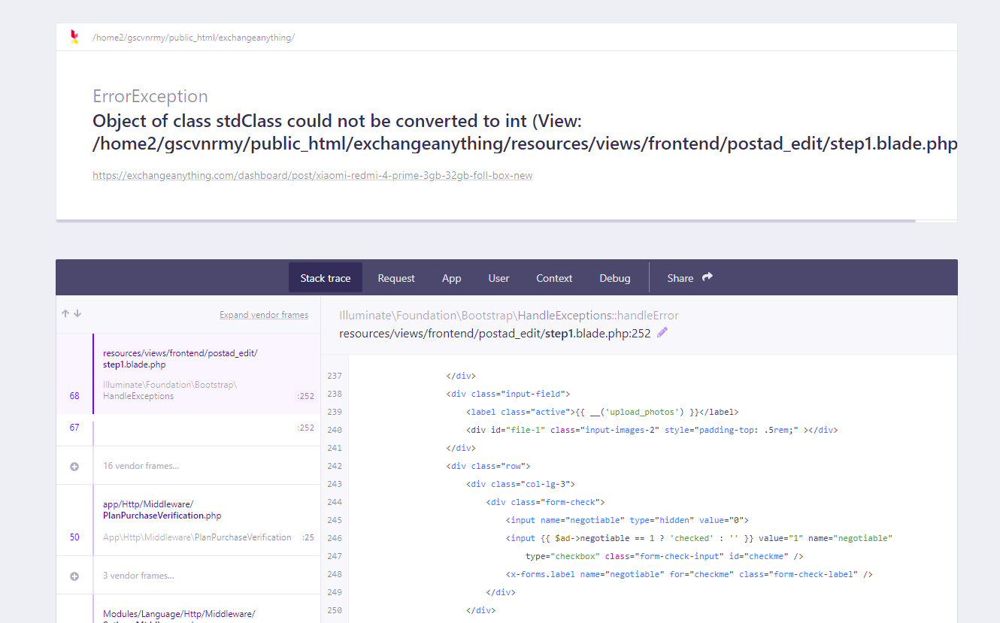 /home2/gscvnrmy/public_html/exchangeanything/
ErrorException
Object of class stdClass could not be converted to int (View:
/home2/gscvnrmy/public_html/exchangeanything/resources/views/frontend/postad_edit/step1.blade.php
https://exchangeanything.com/dashboard/post/xiaomi-redmi-4-prime-3gb-32gb-foll-box-new
Stack trace Request App User Context Debug Share
Expand vendor frames
resources/views/frontend/postad_edit/
step1.blade.php
Illuminate\Foundation\Bootstrap\
68 HandleExceptions :252
67 :252
16 vendor frames…
app/Http/Middleware/
PlanPurchaseVerification.php
50 App\Http\Middleware\PlanPurchaseVerification :25
3 vendor frames…
Modules/Language/Http/Middleware/
Illuminate\Foundation\Bootstrap\HandleExceptions::handleError
resources/views/frontend/postad_edit/step1.blade.php:252
237 </div>
238 <div class="input-field">
239 <label class="active">{{ __('upload_photos') }}</label>
240 <div id="file-1" class="input-images-2" style="padding-top: .5rem;" ></div>
241 </div>
242 <div class="row">
243 <div class="col-lg-3">
244 <div class="form-check">
245 <input name="negotiable" type="hidden" value="0">
246 <input {{ $ad->negotiable == 1 ? 'checked' : '' }} value="1" name="negotiable"
247 type="checkbox" class="form-check-input" id="checkme" />
248 <x-forms.label name="negotiable" for="checkme" class="form-check-label" />
249 </div>
250 </div>